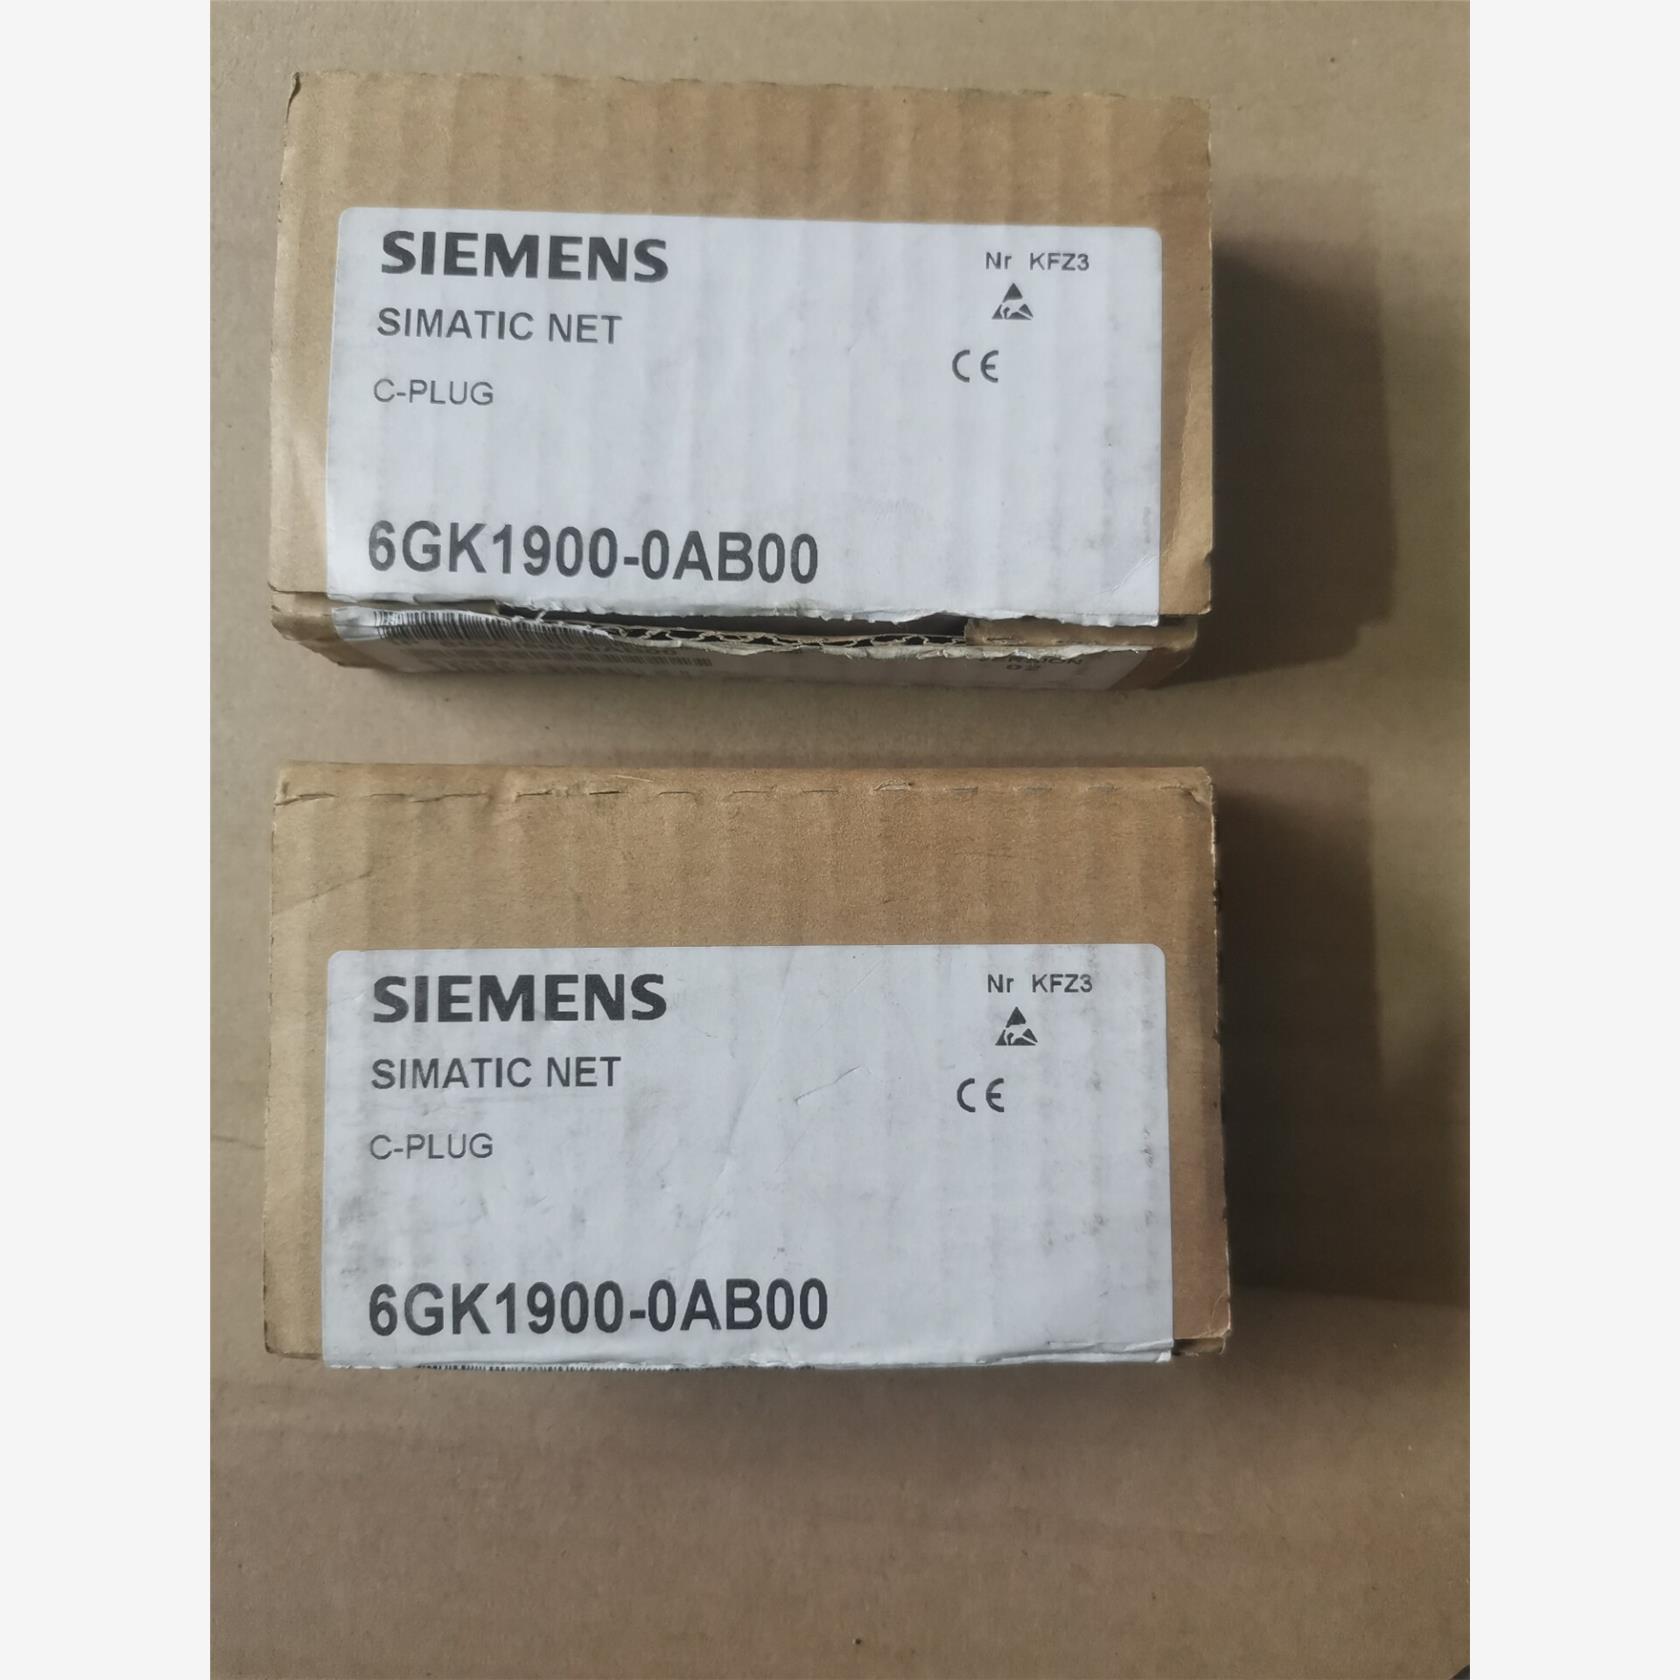 SIEMENS
Nr KFZ3
SIMATIC NET
CE
C-PLUG
6GK1900-0AB00
SIEMENS
Nr KFZ3
SIMATIC NET
CE
C-PLUG
6GK1900-0AB00